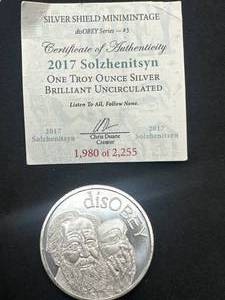 SILVER SHIELD MINIMINTAGE
disOBEY Series — #3
Certificate of Authenticity
2017 Solzhenitsyn
ONE TROY OUNCE SILVER
BRILLIANT UNCIRCULATED
Listen To All, Follow None.
2017 2017
Solzhenitsyn Solzhenitsyn
Chris Duane
Creator
1,980 of 2,255
disOBEY